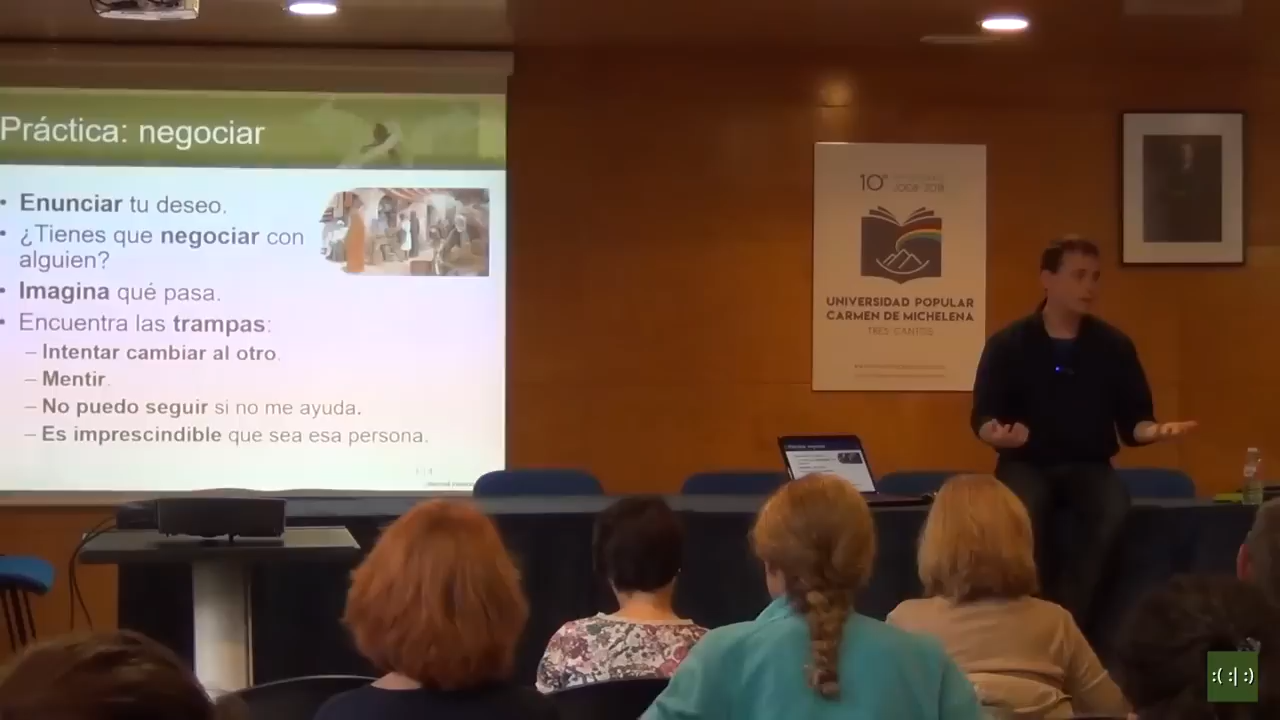 Práctica: negociar
• Enunciar tu deseo.
• ¿Tienes que negociar con
alguien?
• Imagina qué pasa.
• Encuentra las trampas:
– Intentar cambiar al otro.
– Mentir.
– No puedo seguir si no me ayuda.
– Es imprescindible que sea esa persona.
10º
2008-2018
UNIVERSIDAD POPULAR
CARMEN DE MICHELENA
TRES CANTOS
:( :| :)